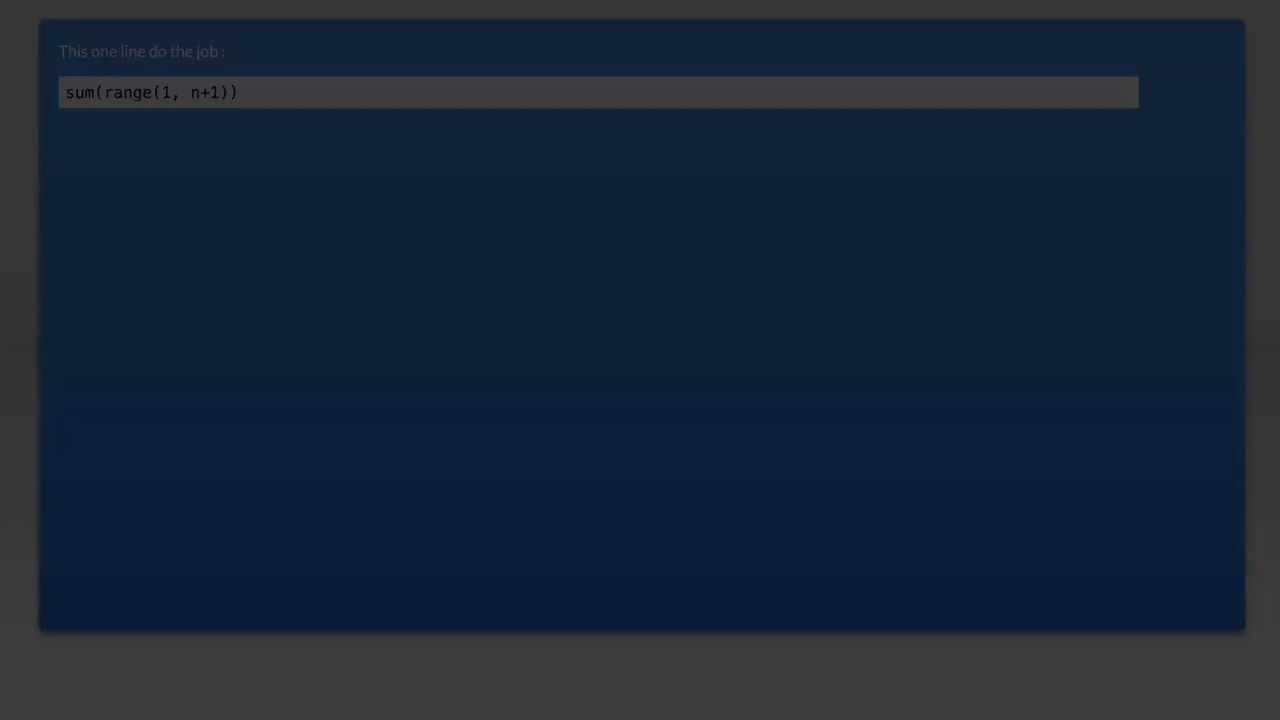 This one line do the job :
sum(range(1, n+1))